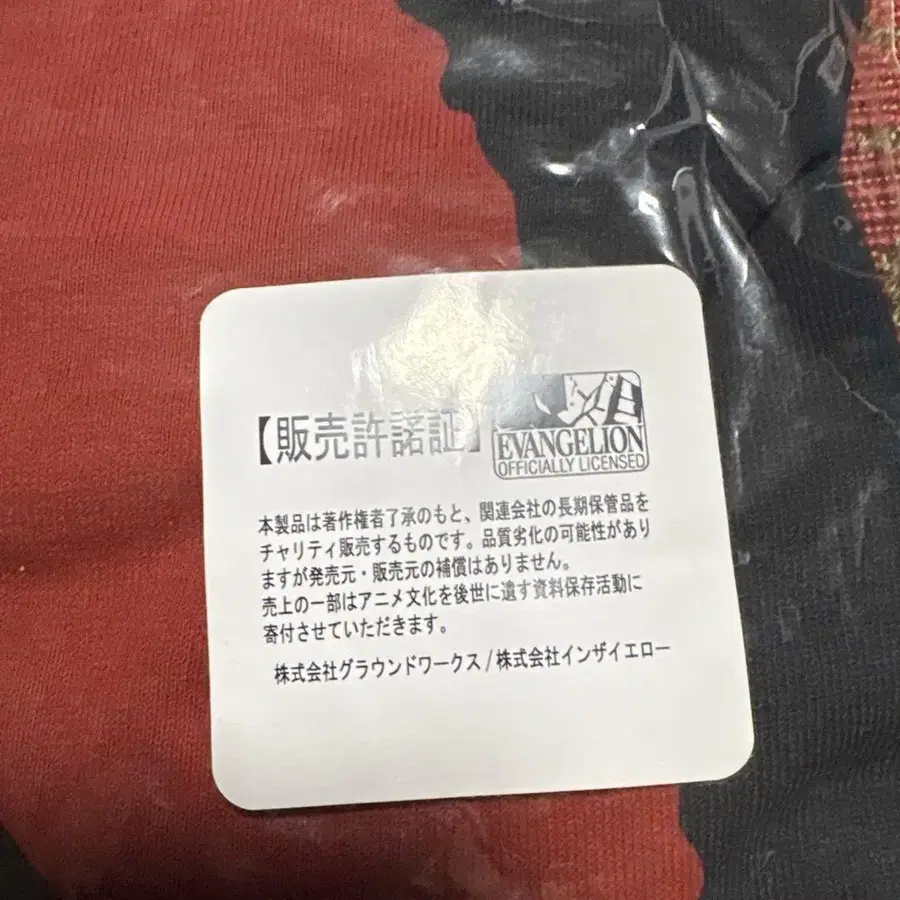 【販売許諾証】
EVANGELION
OFFICIALLY LICENSED
本製品は著作権者了承のもと、関連会社の長期保管品を
チャリティ販売するものです。品質劣化の可能性があり
ますが発売元・販売元の補償はありません。
売上の一部はアニメ文化を後世に遺す資料保存活動に
寄付させていただきます。
株式会社グラウンドワークス/株式会社インザイエロー